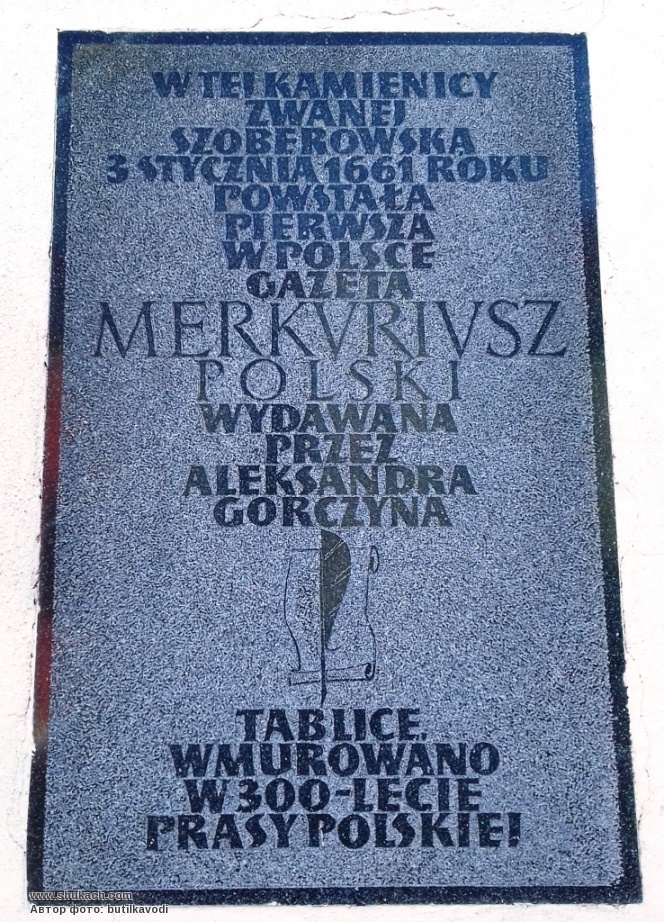 W TEJ KAMIENICY
ZWANEJ
SZOBEROWSKA
3 STYCZNIA 1661 ROKU
POWSTAŁA
PIERWSZA
W POLSCE
GAZETA
MERKVRIVSZ
POLSKI
WYDAWANA
PRZEZ
ALEKSANDRA
GORCZYNA
TABLICĘ
WMUROWANO
W 300-LECIE
PRASY POLSKIEJ
www.shukach.com
Автор фото: butilkavodi